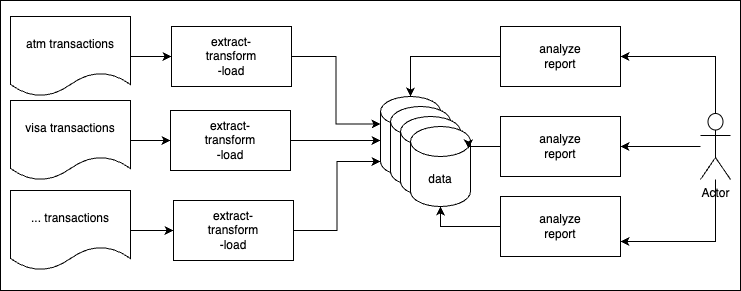 atm transactions
extract-
transform
-load
analyze
report
visa transactions
extract-
transform
-load
data
analyze
report
Actor
... transactions
extract-
transform
-load
analyze
report